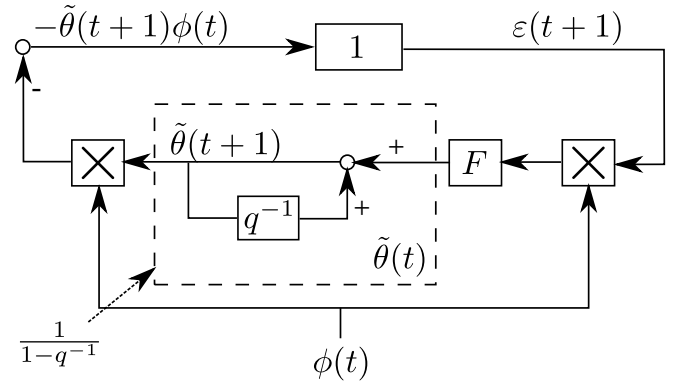 −θ̃(t + 1)ϕ(t)
1
ε(t + 1)
-
θ̃(t + 1)
+
F
q⁻¹
+
θ̃(t)
1/(1−q⁻¹)
ϕ(t)